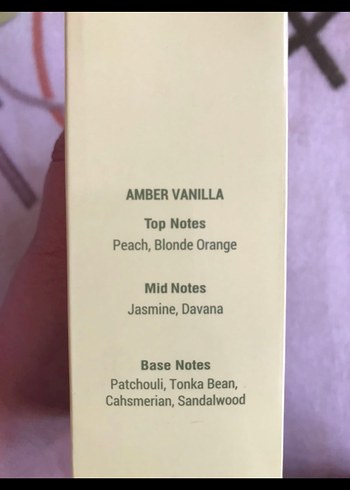 AMBER VANILLA
Top Notes
Peach, Blonde Orange
Mid Notes
Jasmine, Davana
Base Notes
Patchouli, Tonka Bean,
Cahsmerian, Sandalwood